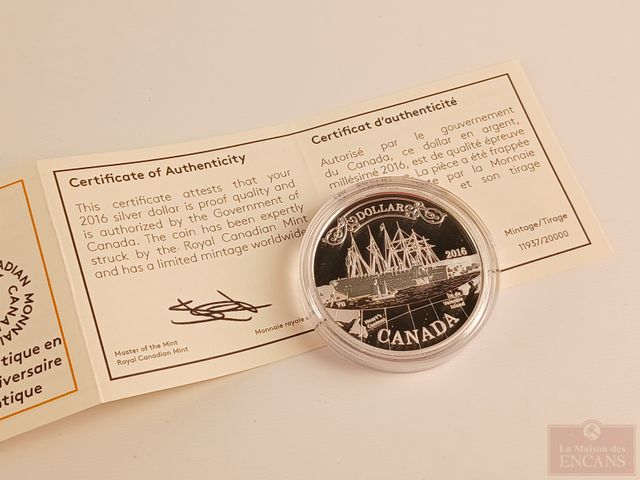 Certificate of Authenticity
This certificate attests that your
2016 silver dollar is proof quality and
is authorized by the Government of
Canada. The coin has been expertly
struck by the Royal Canadian Mint
and has a limited mintage worldwide
Master of the Mint
Royal Canadian Mint
Monnaie royale
Certificat d'authenticité
Autorisé par le gouvernement
du Canada, ce dollar en argent,
millésimé 2016, est de qualité épreuve
La pièce a été frappée
par la Monnaie
et son tirage
Mintage/Tirage
11937/20000
DOLLAR
2016
CANADA
MONNAI
CANA
tique en
iversaire
tique
La Maison des
ENCANS